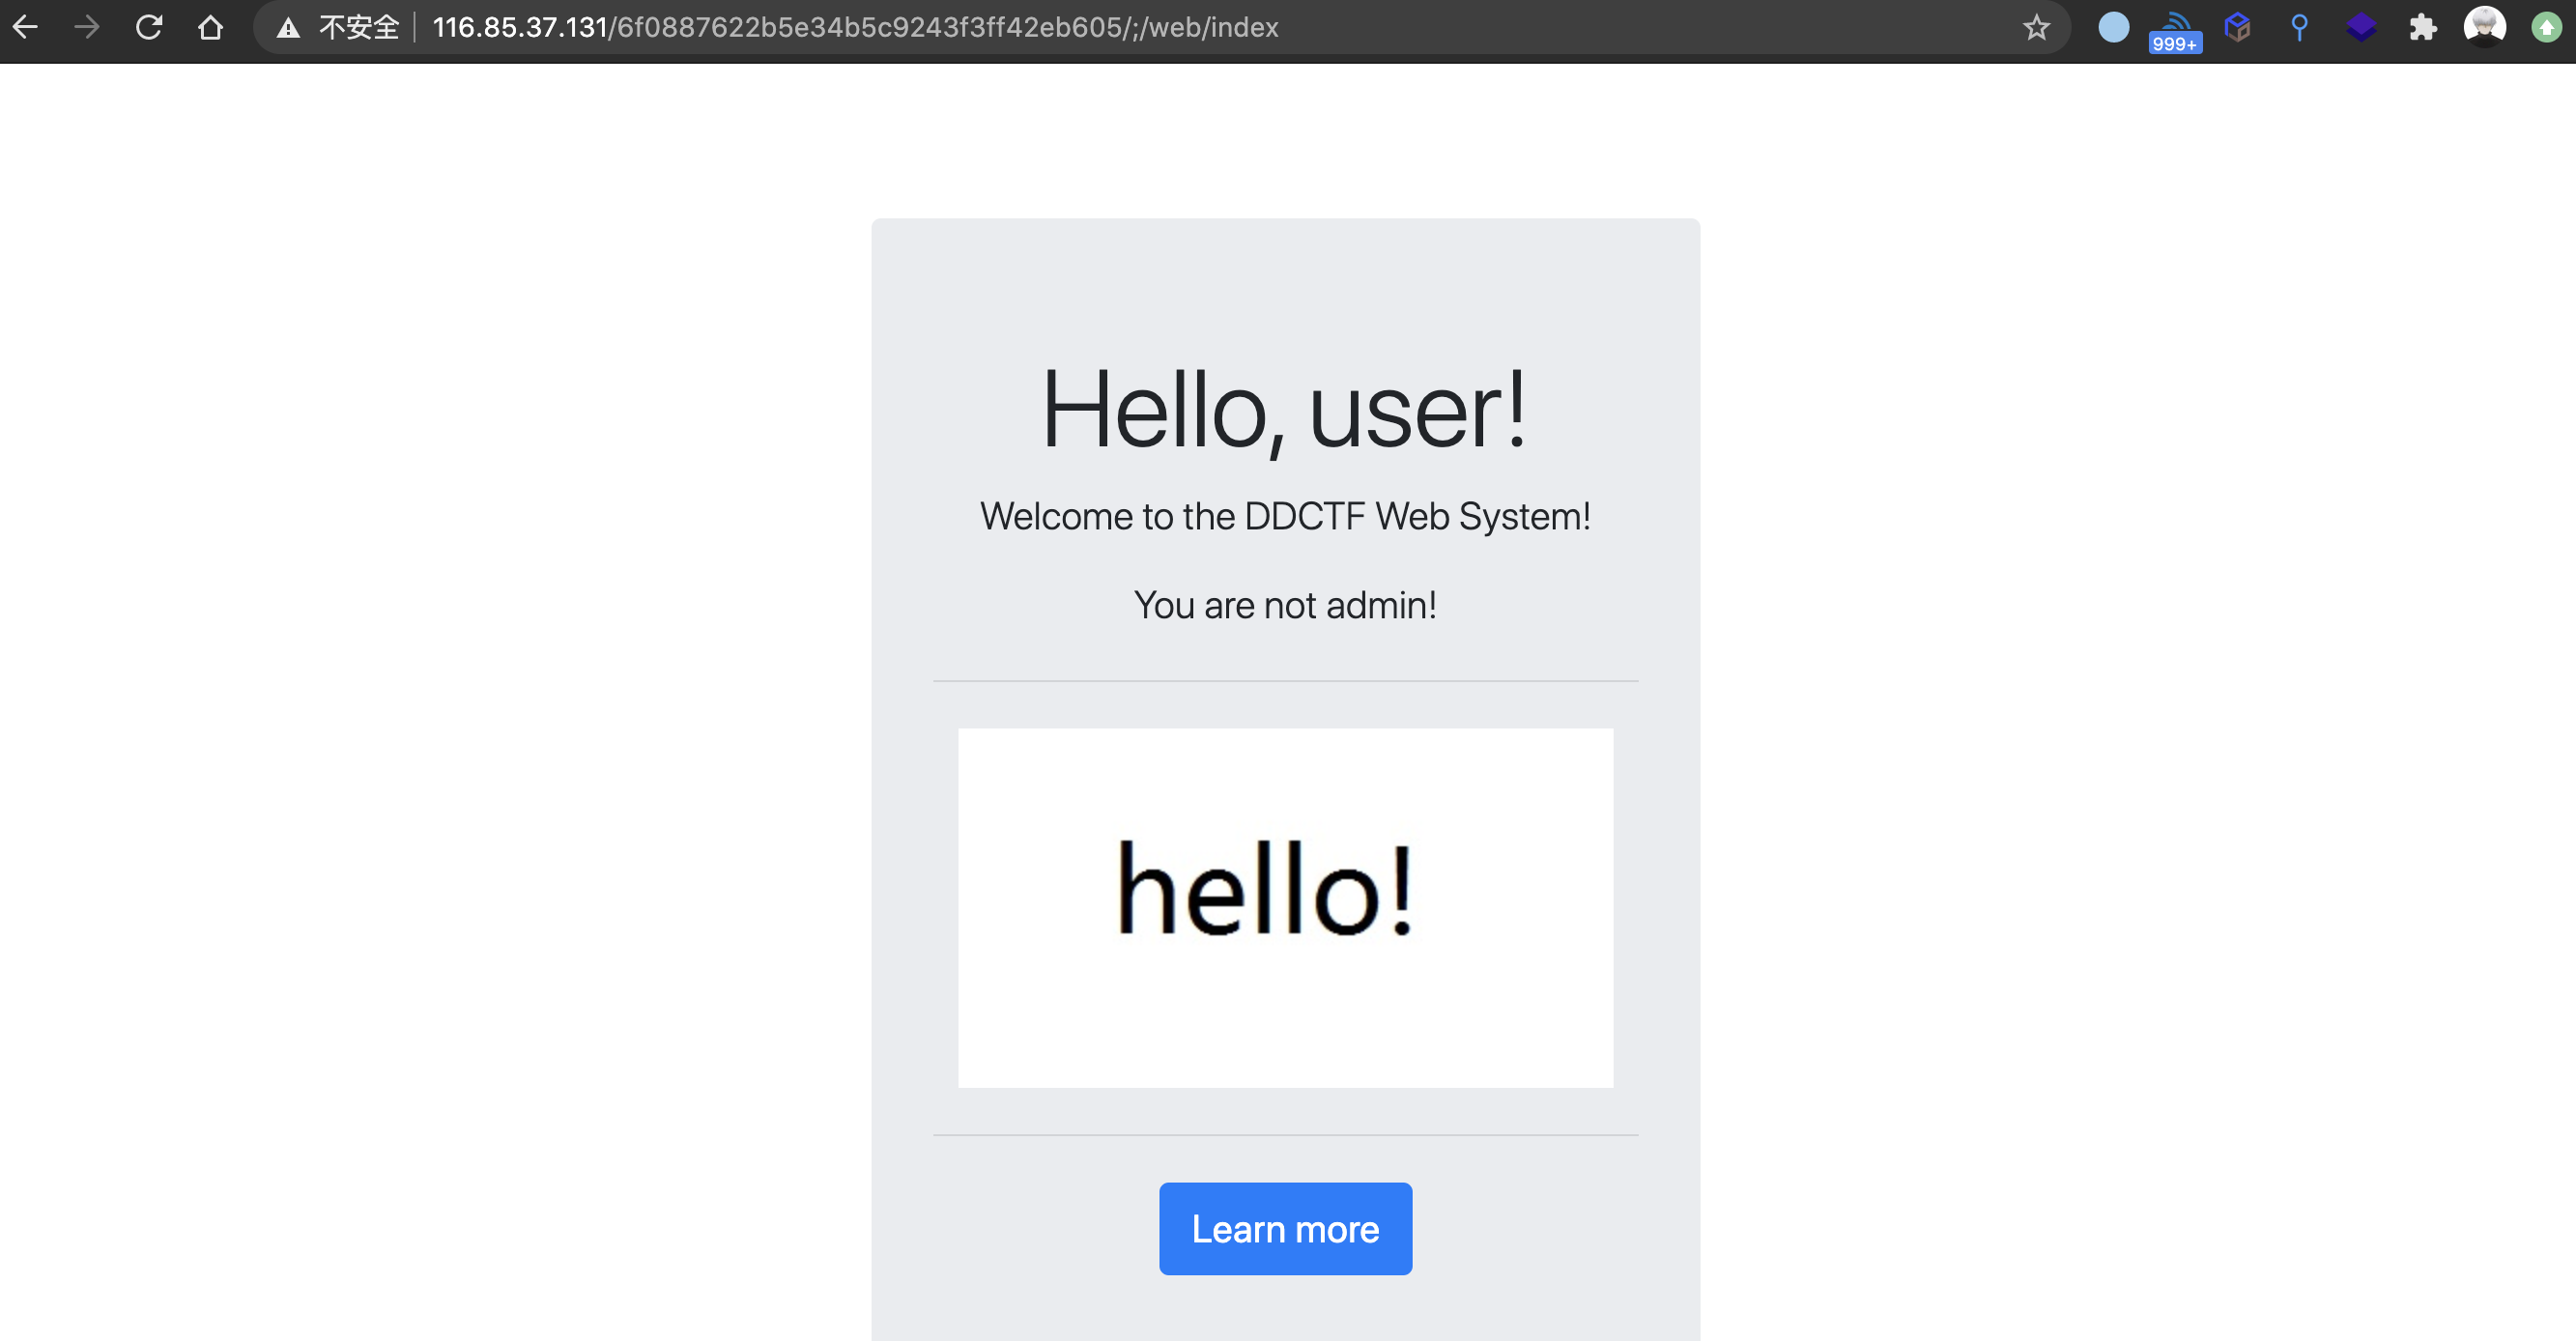 不安全 116.85.37.131/6f0887622b5e34b5c9243f3ff42eb605/;/web/index
999+
Hello, user!
Welcome to the DDCTF Web System!
You are not admin!
hello!
Learn more